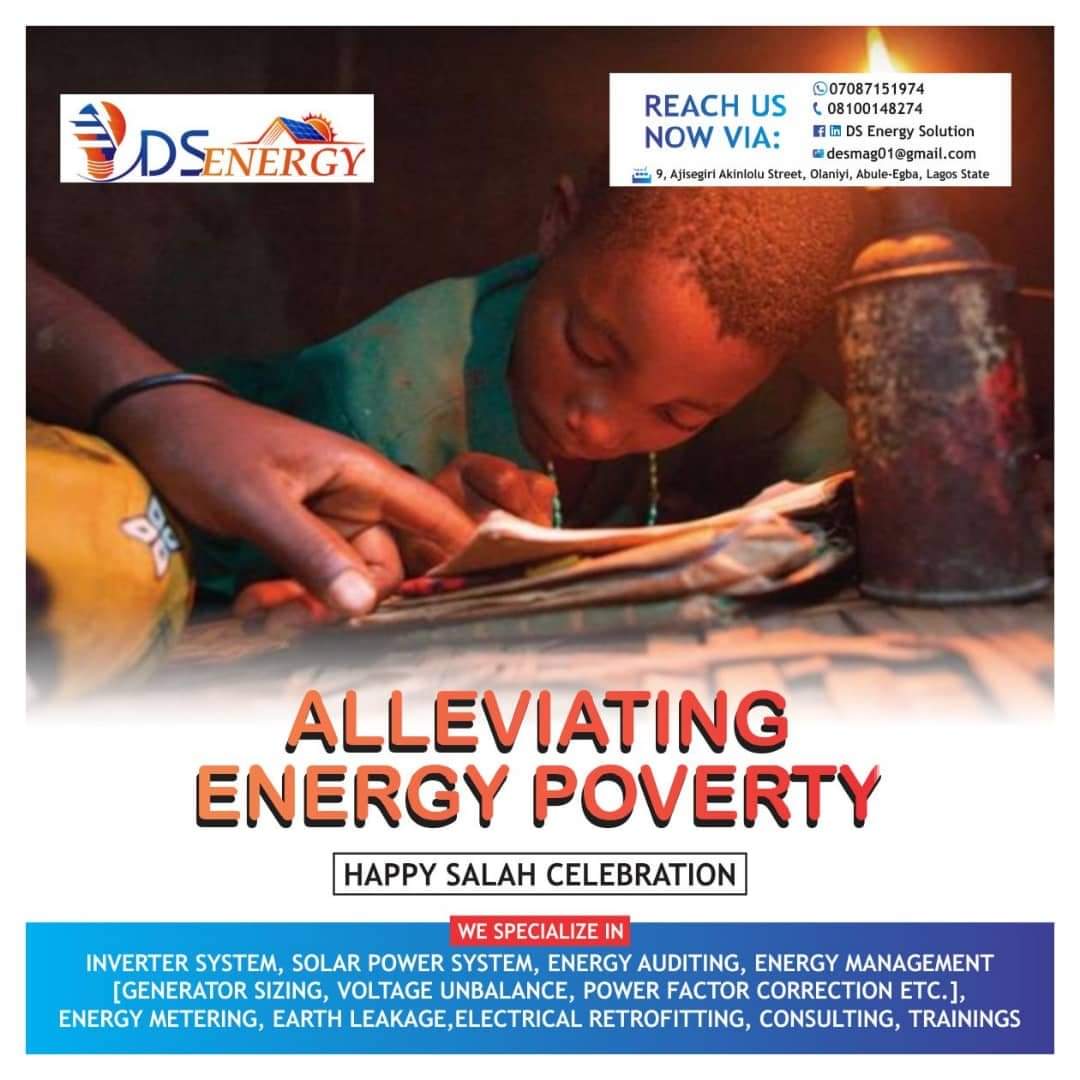 DSENERGY
REACH US
NOW VIA:
07087151974
08100148274
DS Energy Solution
desmag01@gmail.com
9, Ajisegiri Akinlolu Street, Olaniyi, Abule-Egba, Lagos State
ALLEVIATING
ENERGY POVERTY
HAPPY SALAH CELEBRATION
WE SPECIALIZE IN
INVERTER SYSTEM, SOLAR POWER SYSTEM, ENERGY AUDITING, ENERGY MANAGEMENT
[GENERATOR SIZING, VOLTAGE UNBALANCE, POWER FACTOR CORRECTION ETC.],
ENERGY METERING, EARTH LEAKAGE,ELECTRICAL RETROFITTING, CONSULTING, TRAININGS